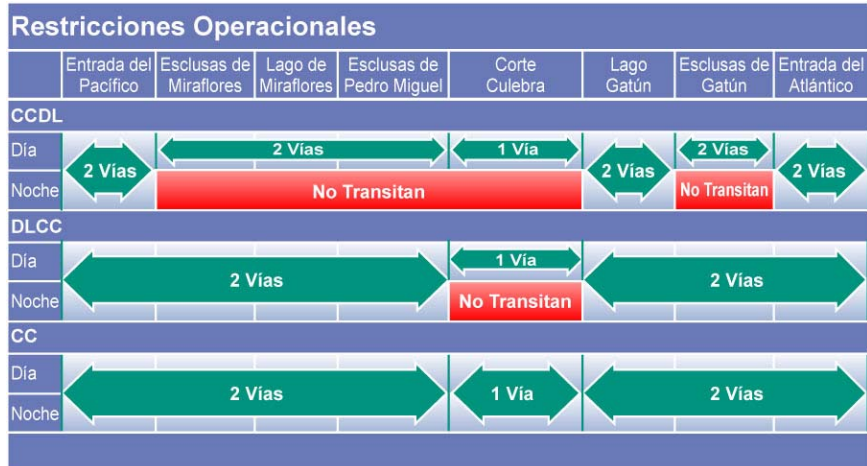 Restricciones Operacionales
Entrada del Pacífico
Esclusas de Miraflores
Lago de Miraflores
Esclusas de Pedro Miguel
Corte Culebra
Lago Gatún
Esclusas de Gatún
Entrada del Atlántico
CCDL
Día
2 Vías
2 Vías
1 Vía
2 Vías
2 Vías
2 Vías
Noche
No Transitan
No Transitan
DLCC
Día
1 Vía
2 Vías
2 Vías
Noche
No Transitan
CC
Día
2 Vías
1 Vía
2 Vías
Noche